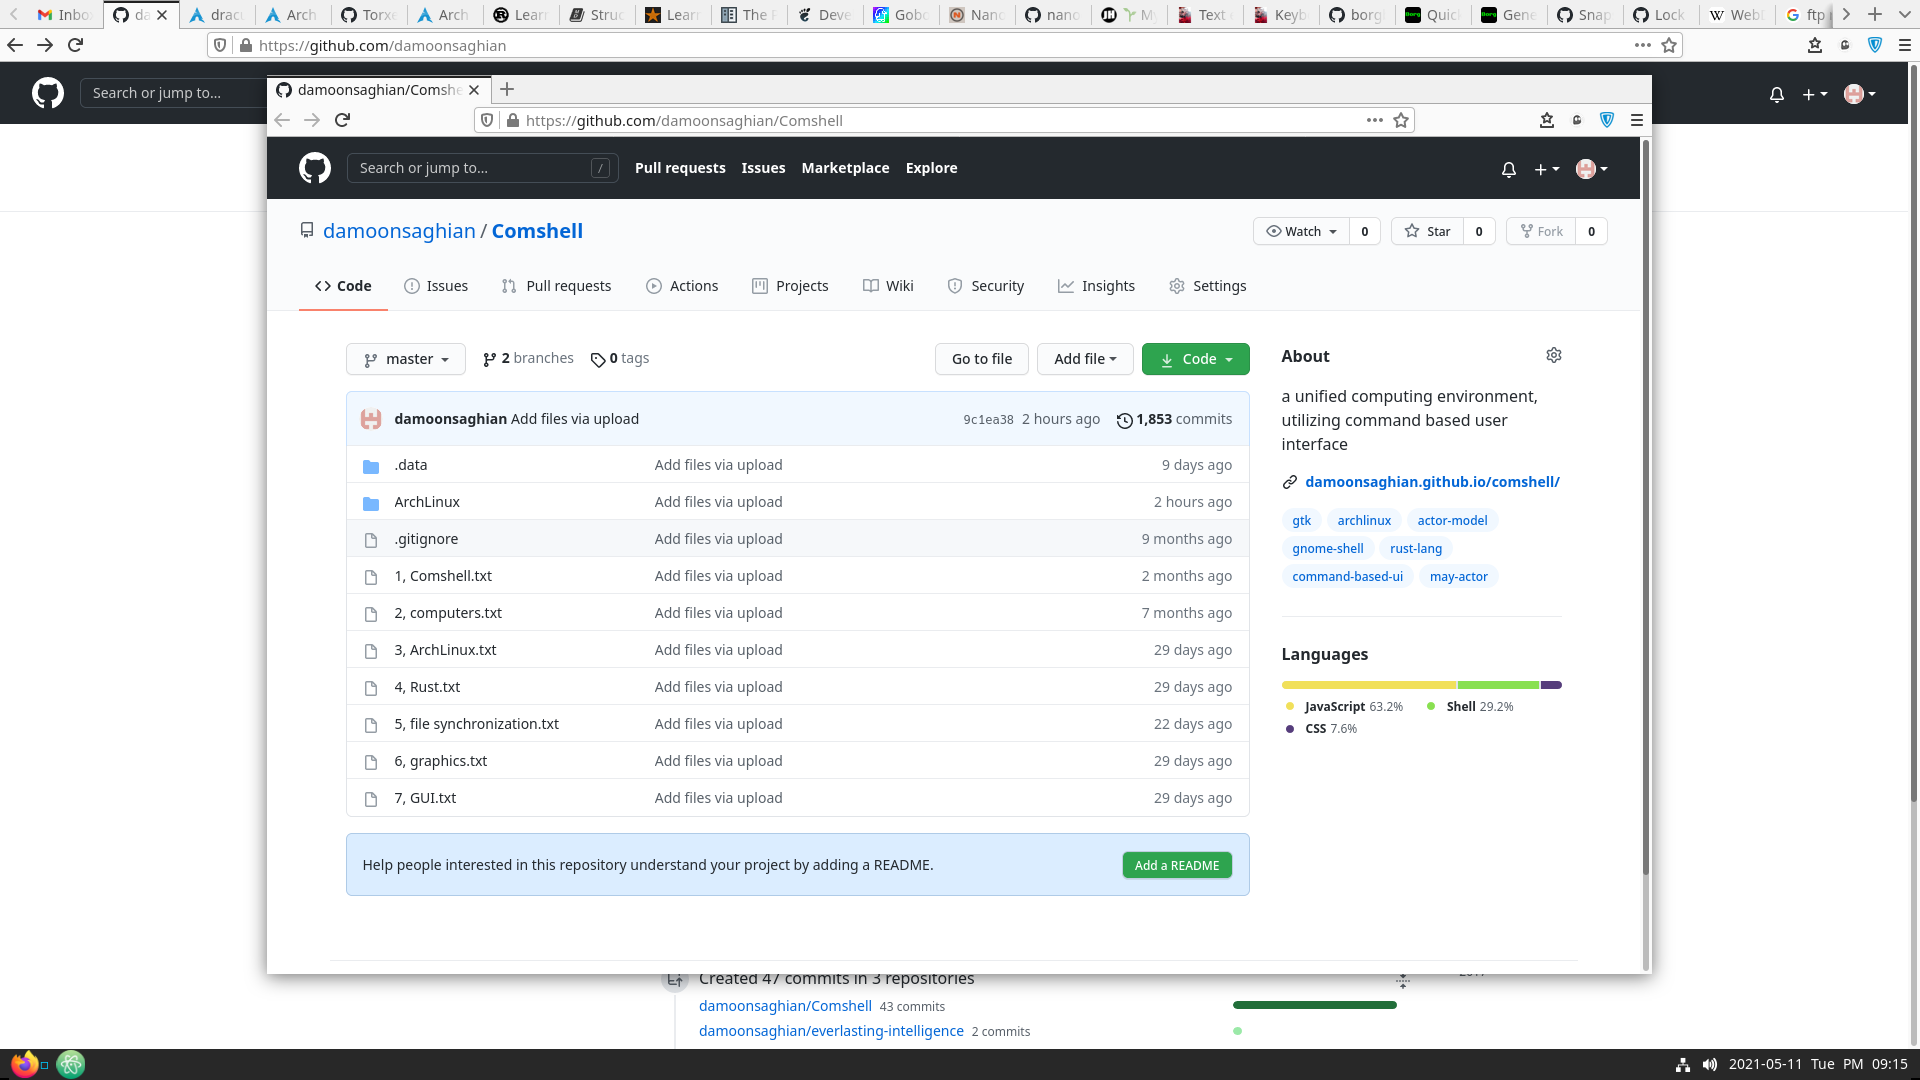 Inbo
da
drac
Arch
Torx
Arch
Learn
Struc
Learn
The R
Deve
Gobo
Nano
nano
My
Text
Keyb
borg
Quic
Gene
Snap
Lock
WebD
ftp
https://github.com/damoonsaghian
Search or jump to...
damoonsaghian/Comshe
https://github.com/damoonsaghian/Comshell
Search or jump to... /
Pull requests Issues Marketplace Explore
damoonsaghian / Comshell
Watch 0 Star 0 Fork 0
Code Issues Pull requests Actions Projects Wiki Security Insights Settings
master 2 branches 0 tags Go to file Add file Code
damoonsaghian Add files via upload 9c1ea38 2 hours ago 1,853 commits
.data Add files via upload 9 days ago
ArchLinux Add files via upload 2 hours ago
.gitignore Add files via upload 9 months ago
1, Comshell.txt Add files via upload 2 months ago
2, computers.txt Add files via upload 7 months ago
3, ArchLinux.txt Add files via upload 29 days ago
4, Rust.txt Add files via upload 29 days ago
5, file synchronization.txt Add files via upload 22 days ago
6, graphics.txt Add files via upload 29 days ago
7, GUI.txt Add files via upload 29 days ago
Help people interested in this repository understand your project by adding a README. Add a README
About
a unified computing environment,
utilizing command based user
interface
damoonsaghian.github.io/comshell/
gtk archlinux actor-model
gnome-shell rust-lang
command-based-ui may-actor
Languages
JavaScript 63.2% Shell 29.2%
CSS 7.6%
Created 47 commits in 3 repositories
damoonsaghian/Comshell 43 commits
damoonsaghian/everlasting-intelligence 2 commits
2021-05-11 Tue PM 09:15